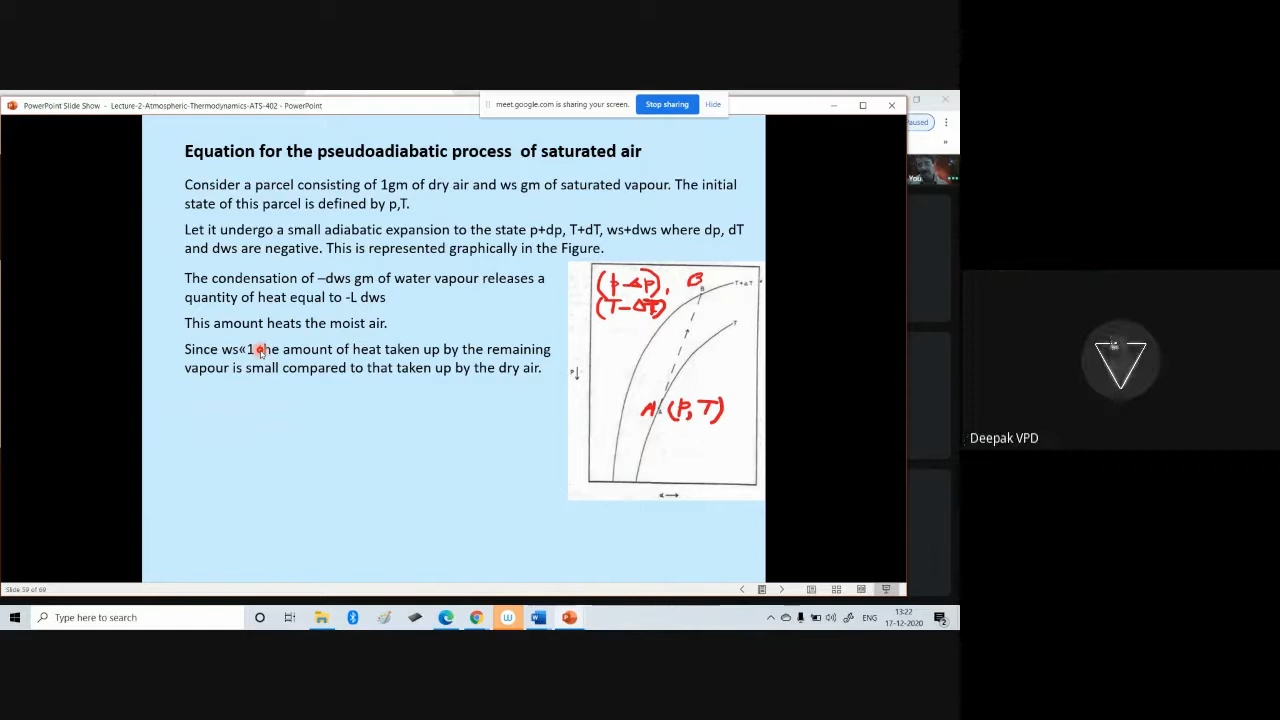 PowerPoint Slide Show - Lecture-2-Atmospheric-Thermodynamics-ATS-402 - PowerPoint
meet.google.com is sharing your screen.
Stop sharing
Hide
Equation for the pseudoadiabatic process of saturated air
Consider a parcel consisting of 1gm of dry air and ws gm of saturated vapour. The initial
state of this parcel is defined by p,T.
Let it undergo a small adiabatic expansion to the state p+dp, T+dT, ws+dws where dp, dT
and dws are negative. This is represented graphically in the Figure.
The condensation of –dws gm of water vapour releases a
quantity of heat equal to -L dws
This amount heats the moist air.
Since ws«1 the amount of heat taken up by the remaining
vapour is small compared to that taken up by the dry air.
(p-Δp),
(T-ΔT)
B
B
T+ΔT
T
P↓
A
(P, T)
α→
You
Deepak VPD
Slide 59 of 69
Type here to search
ENG
13:22
17-12-2020
2